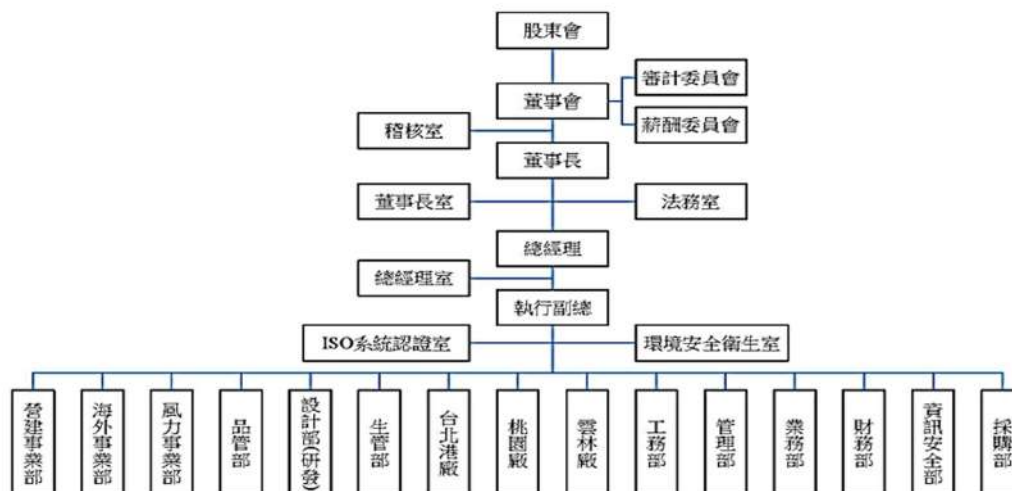 股東會
審計委員會
董事會
薪酬委員會
稽核室
董事長
董事長室
法務室
總經理
總經理室
執行副總
ISO系統認證室
環境安全衛生室
營建事業部
海外事業部
風力事業部
品管部
設計部(研發)
生管部
台北港廠
桃園廠
雲林廠
工務部
管理部
業務部
財務部
資訊安全部
採購部